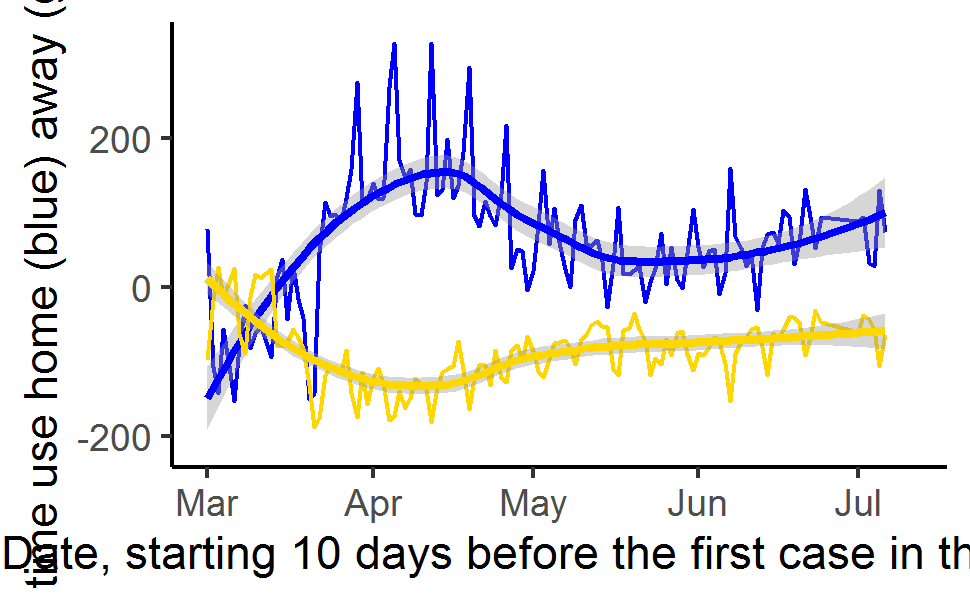 time use home (blue) away (
200
0
-200
Mar Apr May Jun Jul
Date, starting 10 days before the first case in th